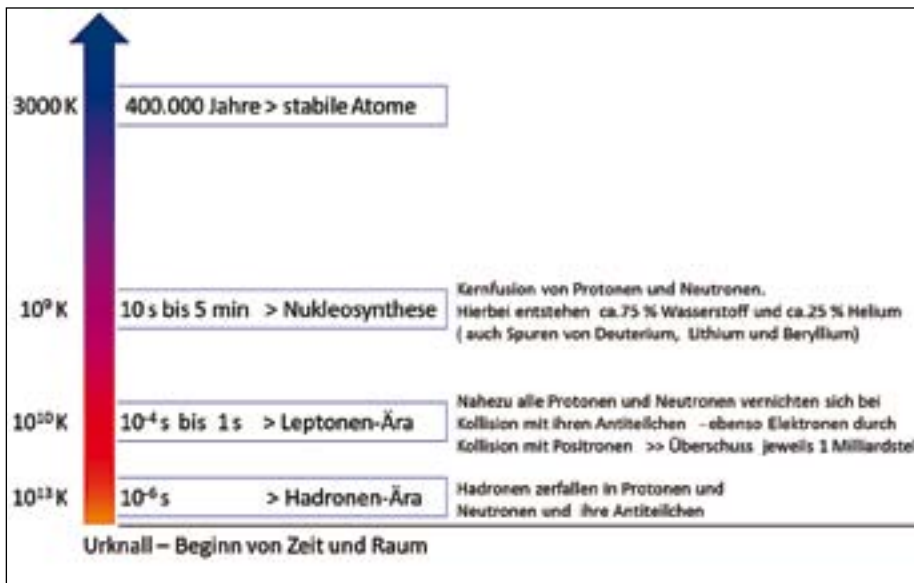 3000 K
400.000 Jahre > stabile Atome
10⁹ K
10 s bis 5 min > Nukleosynthese
Kernfusion von Protonen und Neutronen.
Hierbei entstehen ca.75 % Wasserstoff und ca.25 % Helium
( auch Spuren von Deuterium, Lithium und Beryllium)
10¹⁰ K
10⁻⁴ s bis 1 s > Leptonen-Ära
Nahezu alle Protonen und Neutronen vernichten sich bei
Kollision mit ihren Antiteilchen - ebenso Elektronen durch
Kollision mit Positronen >> Überschuss jeweils 1 Milliardstel
10¹³ K
10⁻⁶ s > Hadronen-Ära
Hadronen zerfallen in Protonen und
Neutronen und ihre Antiteilchen
Urknall – Beginn von Zeit und Raum